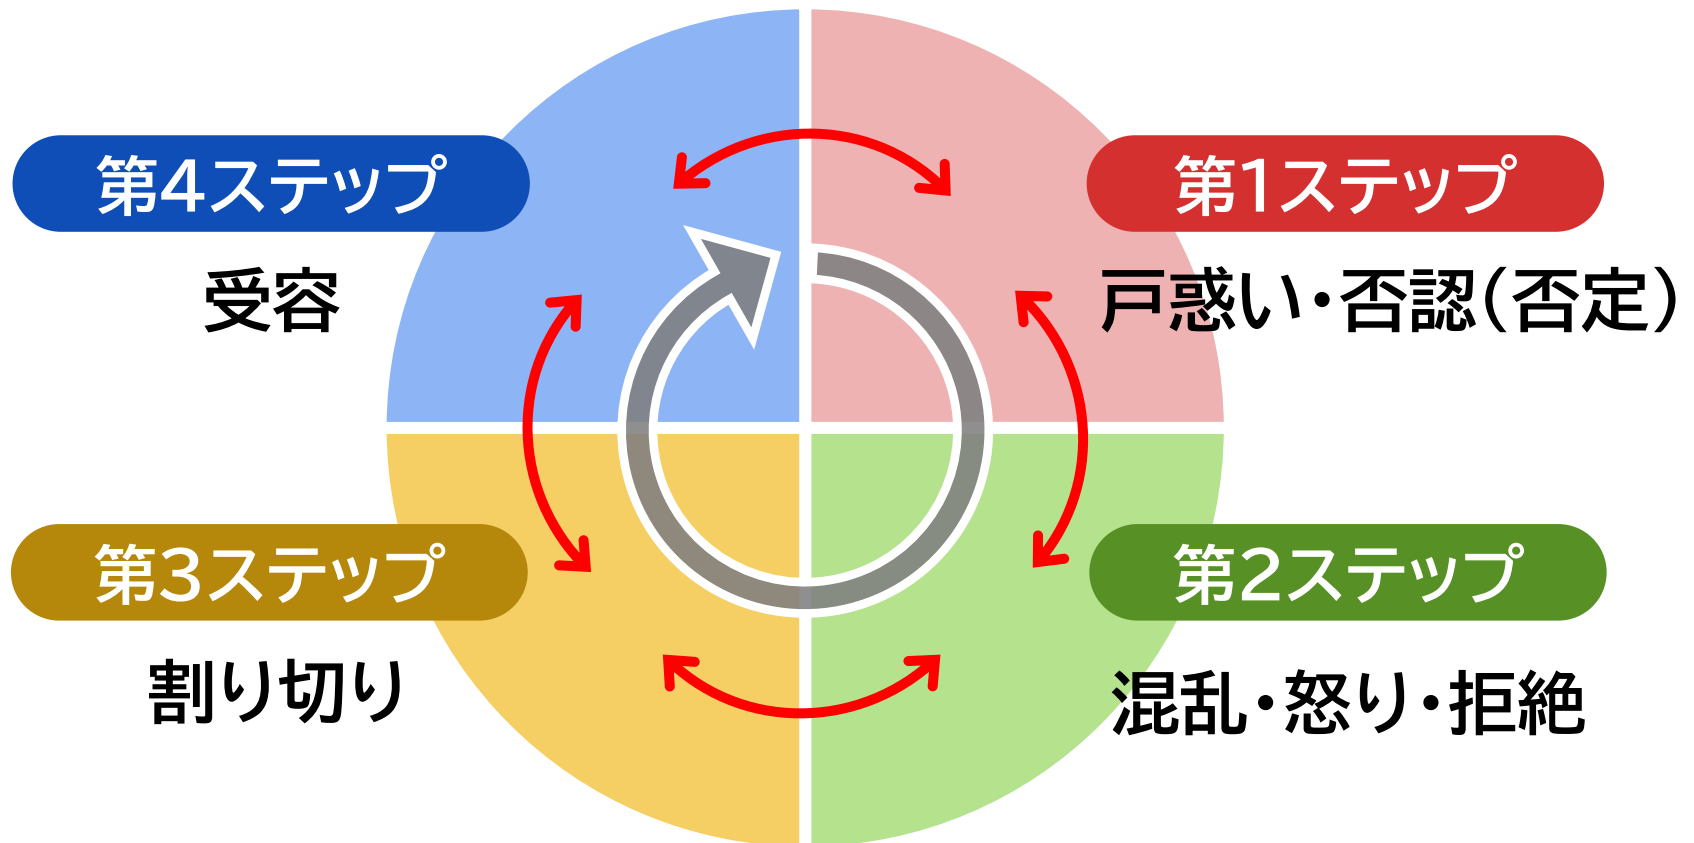 第1ステップ
戸惑い・否認(否定)
第2ステップ
混乱・怒り・拒絶
第3ステップ
割り切り
第4ステップ
受容